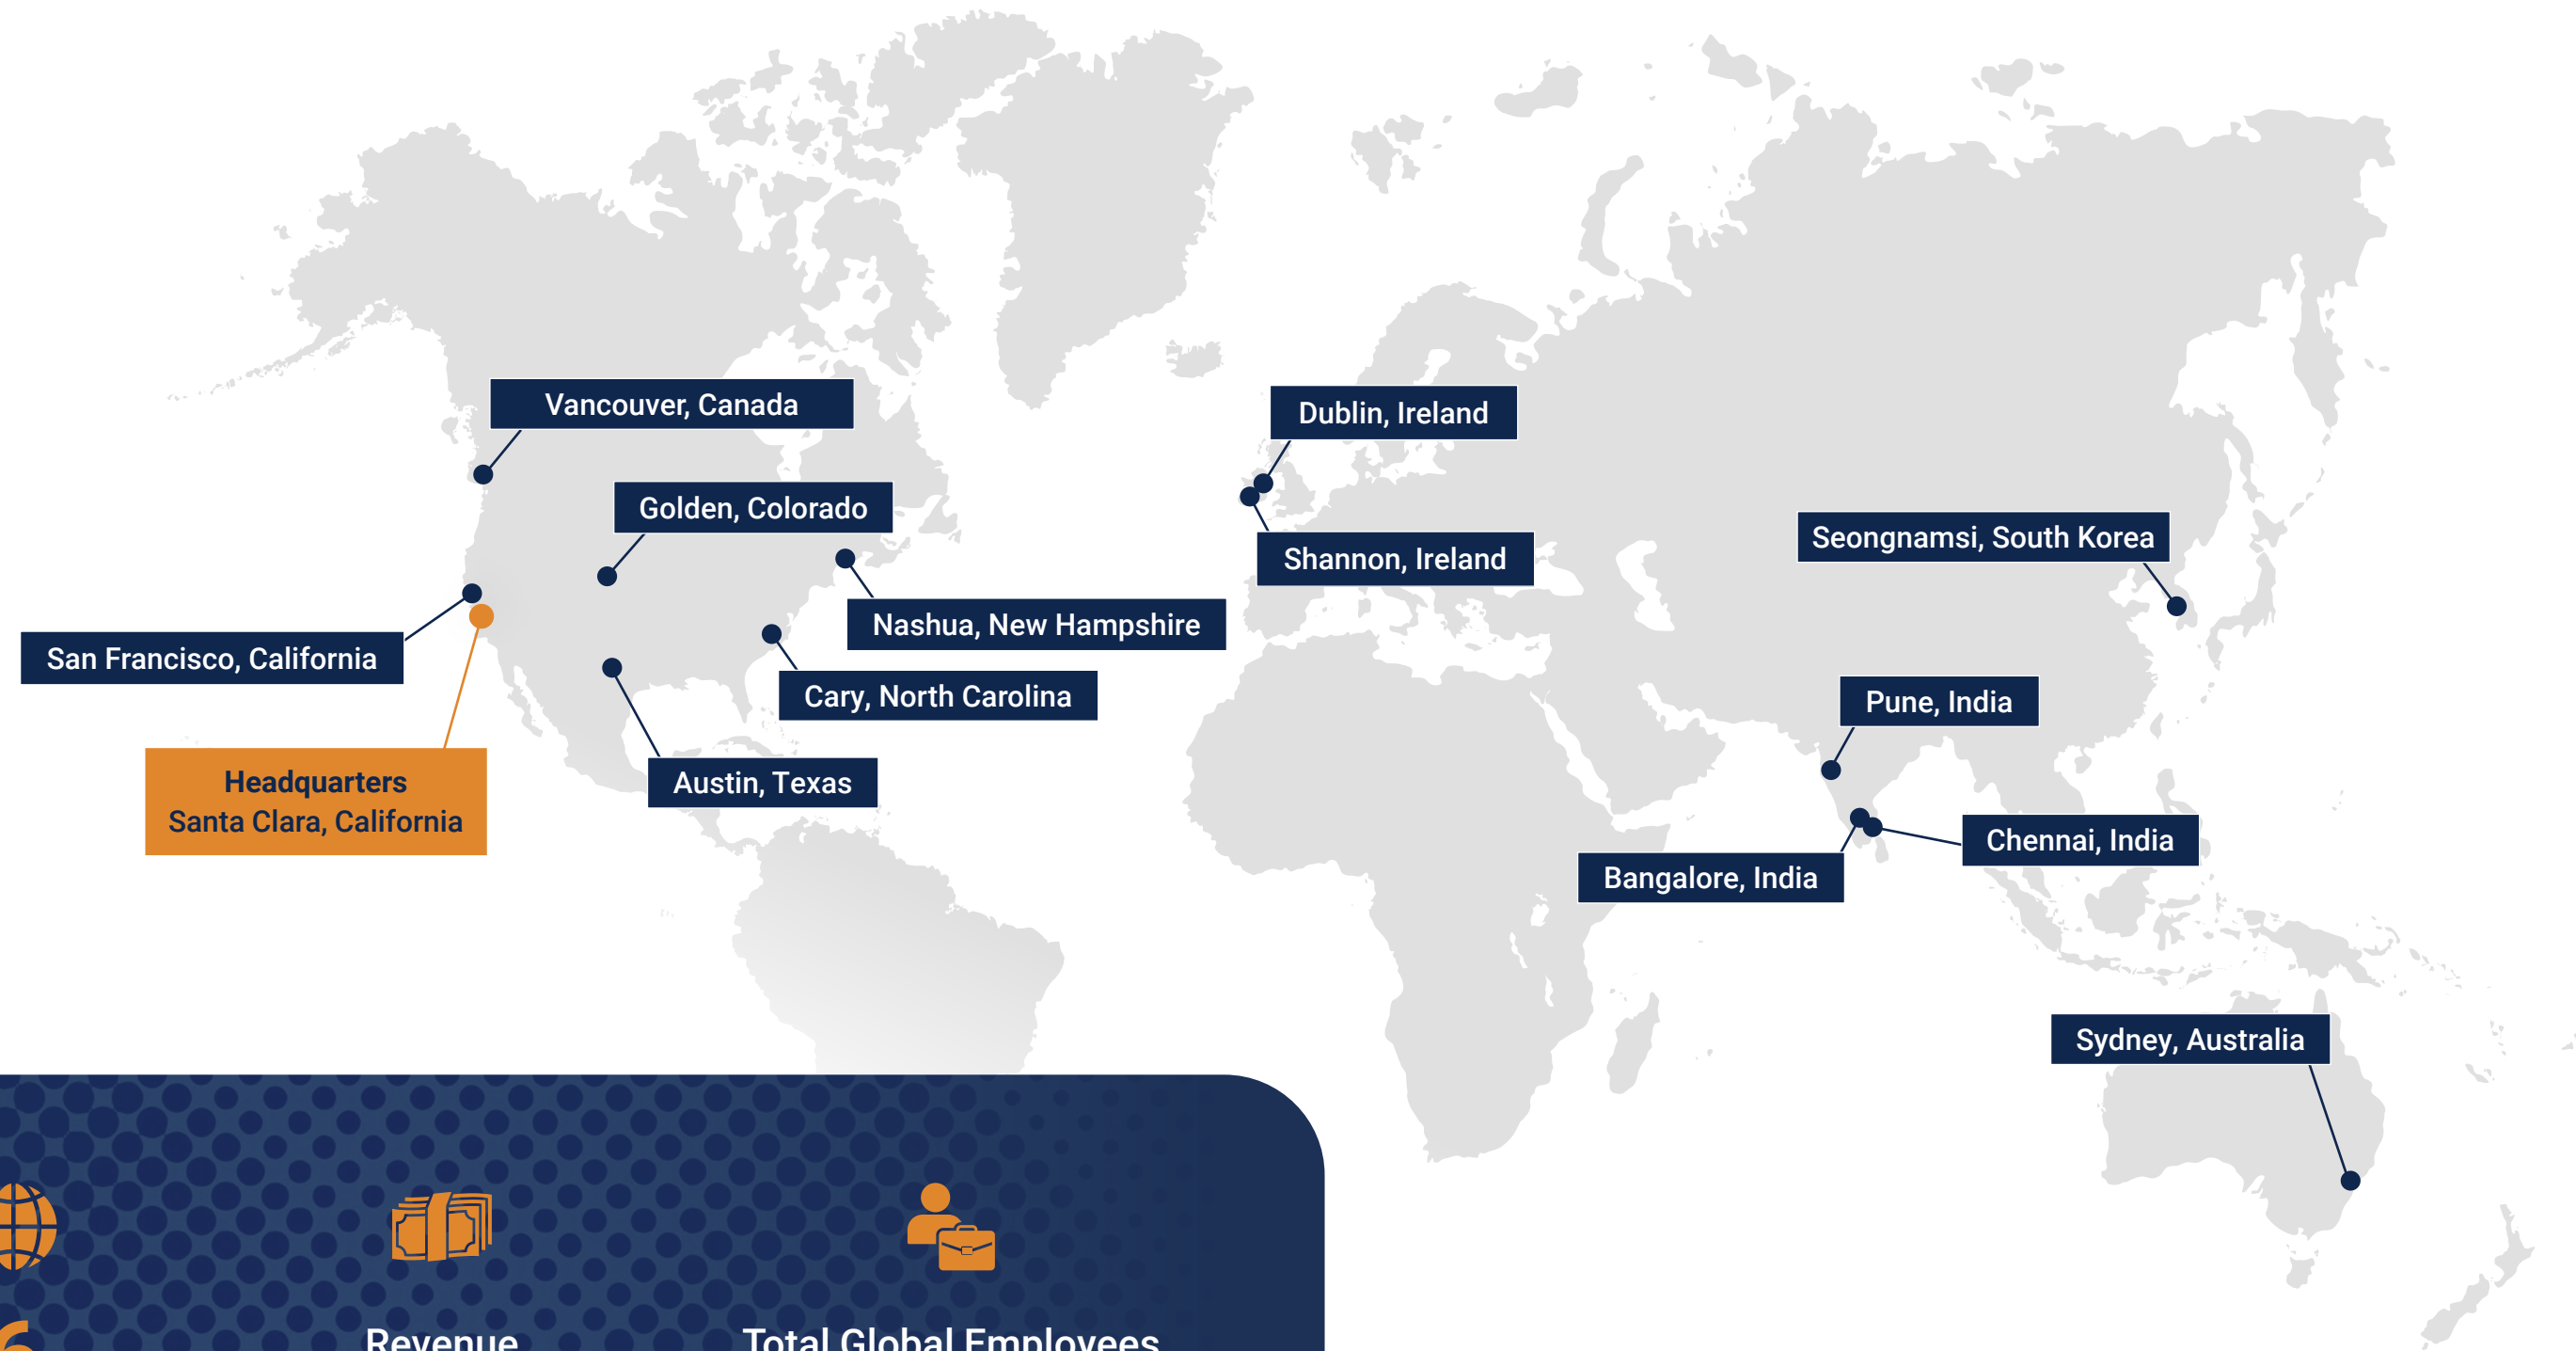 Vancouver, Canada
Dublin, Ireland
Golden, Colorado
Seongnamsi, South Korea
Shannon, Ireland
Nashua, New Hampshire
San Francisco, California
Cary, North Carolina
Pune, India
Headquarters
Santa Clara, California
Austin, Texas
Chennai, India
Bangalore, India
Sydney, Australia
Revenue
Total Global Employees